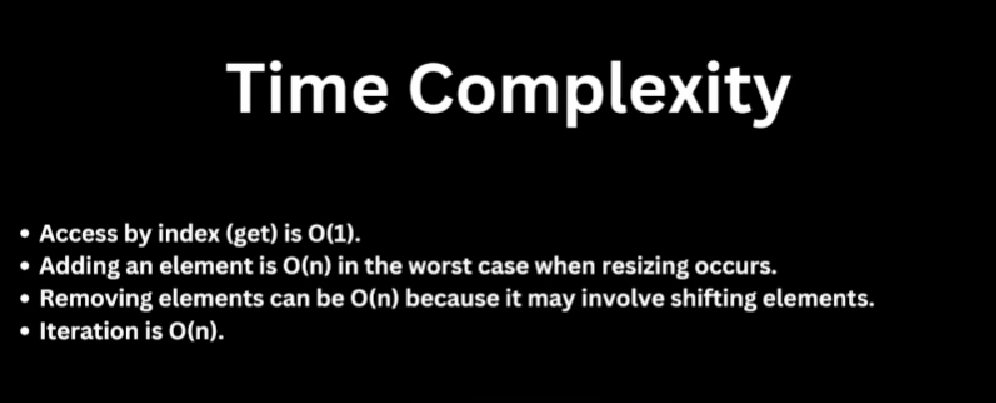 Time Complexity
• Access by index (get) is O(1).
• Adding an element is O(n) in the worst case when resizing occurs.
• Removing elements can be O(n) because it may involve shifting elements.
• Iteration is O(n).